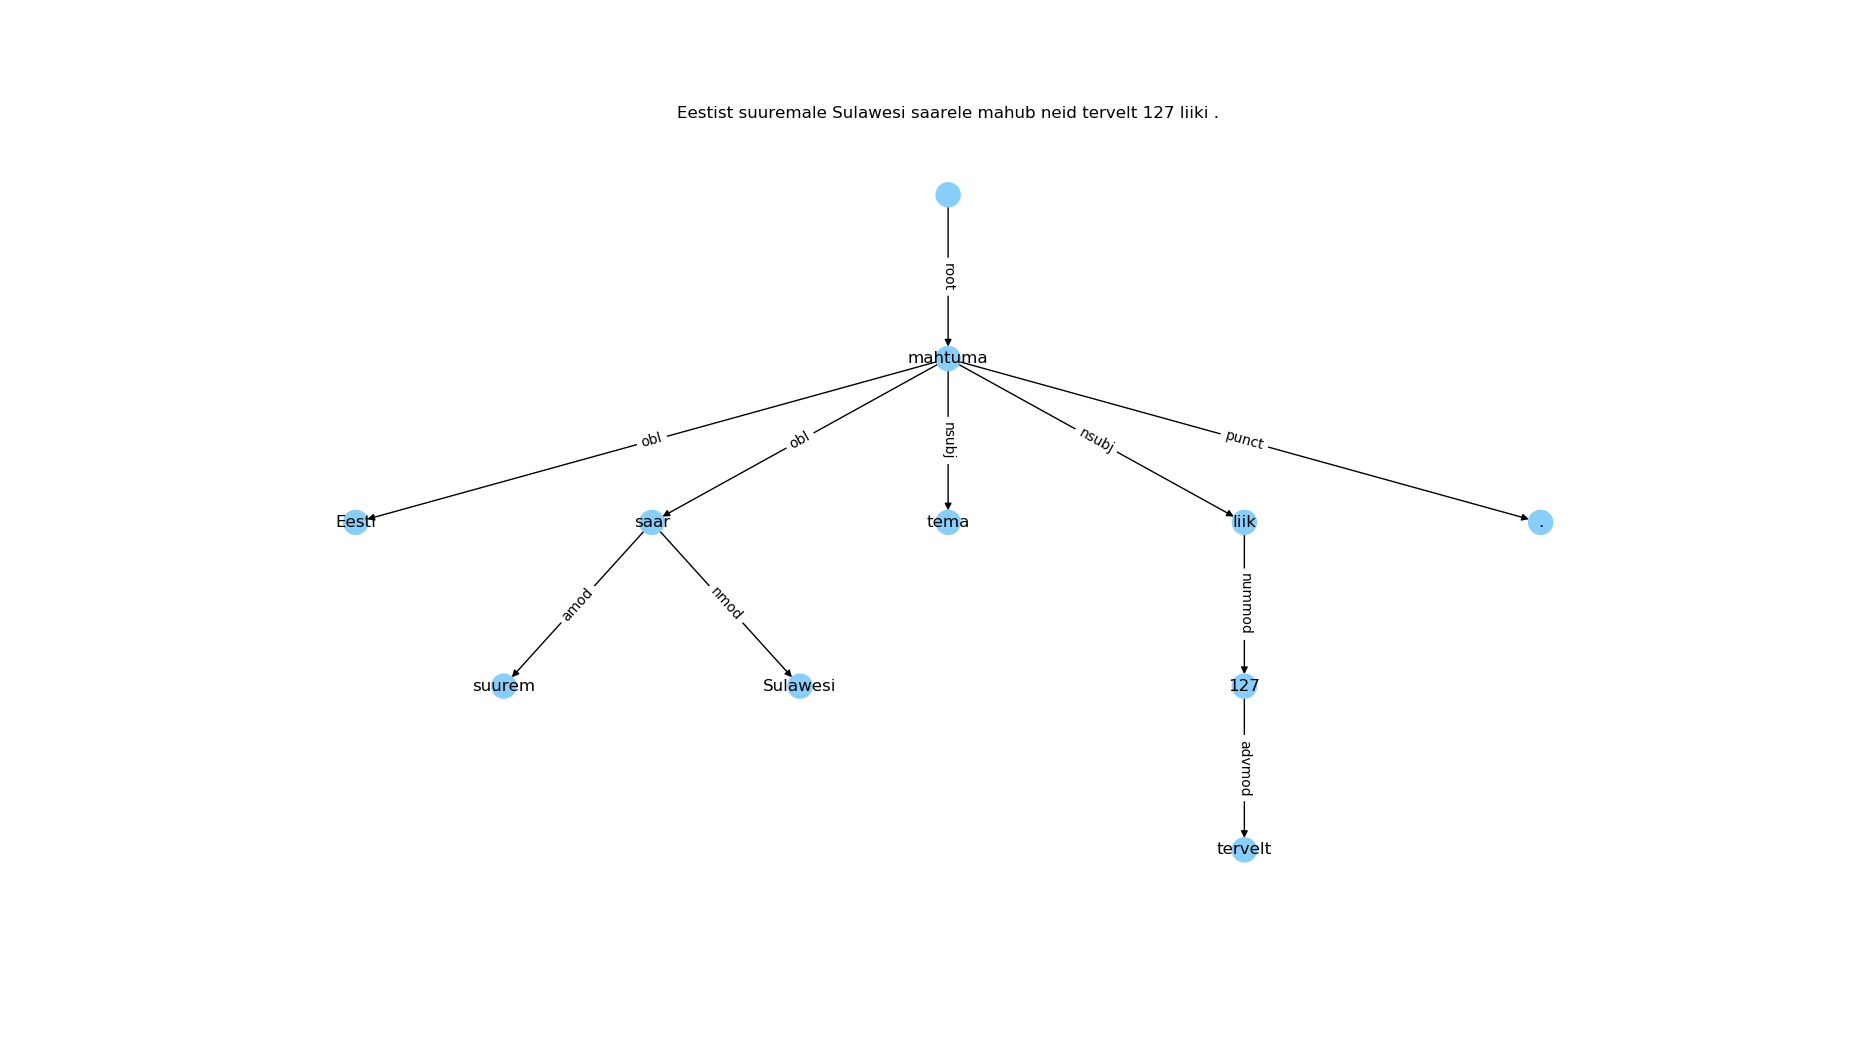 Eestist suuremale Sulawesi saarele mahub neid tervelt 127 liiki .
root
mahtuma
obl
obl
nsubj
nsubj
punct
Eesti
saar
tema
liik
.
amod
nmod
nummod
suurem
Sulawesi
127
advmod
tervelt